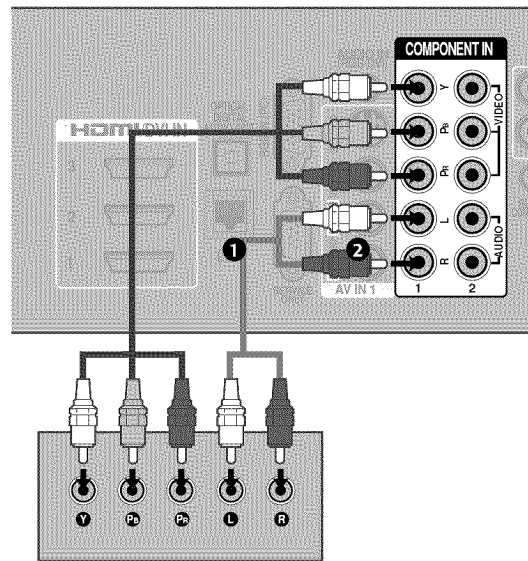 COMPONENT IN
Y
PB
PR
VIDEO
L
R
AUDIO
1
2
HDMI/DVI IN
3
2
AV IN 1
1
2
Y
PB
PR
L
R